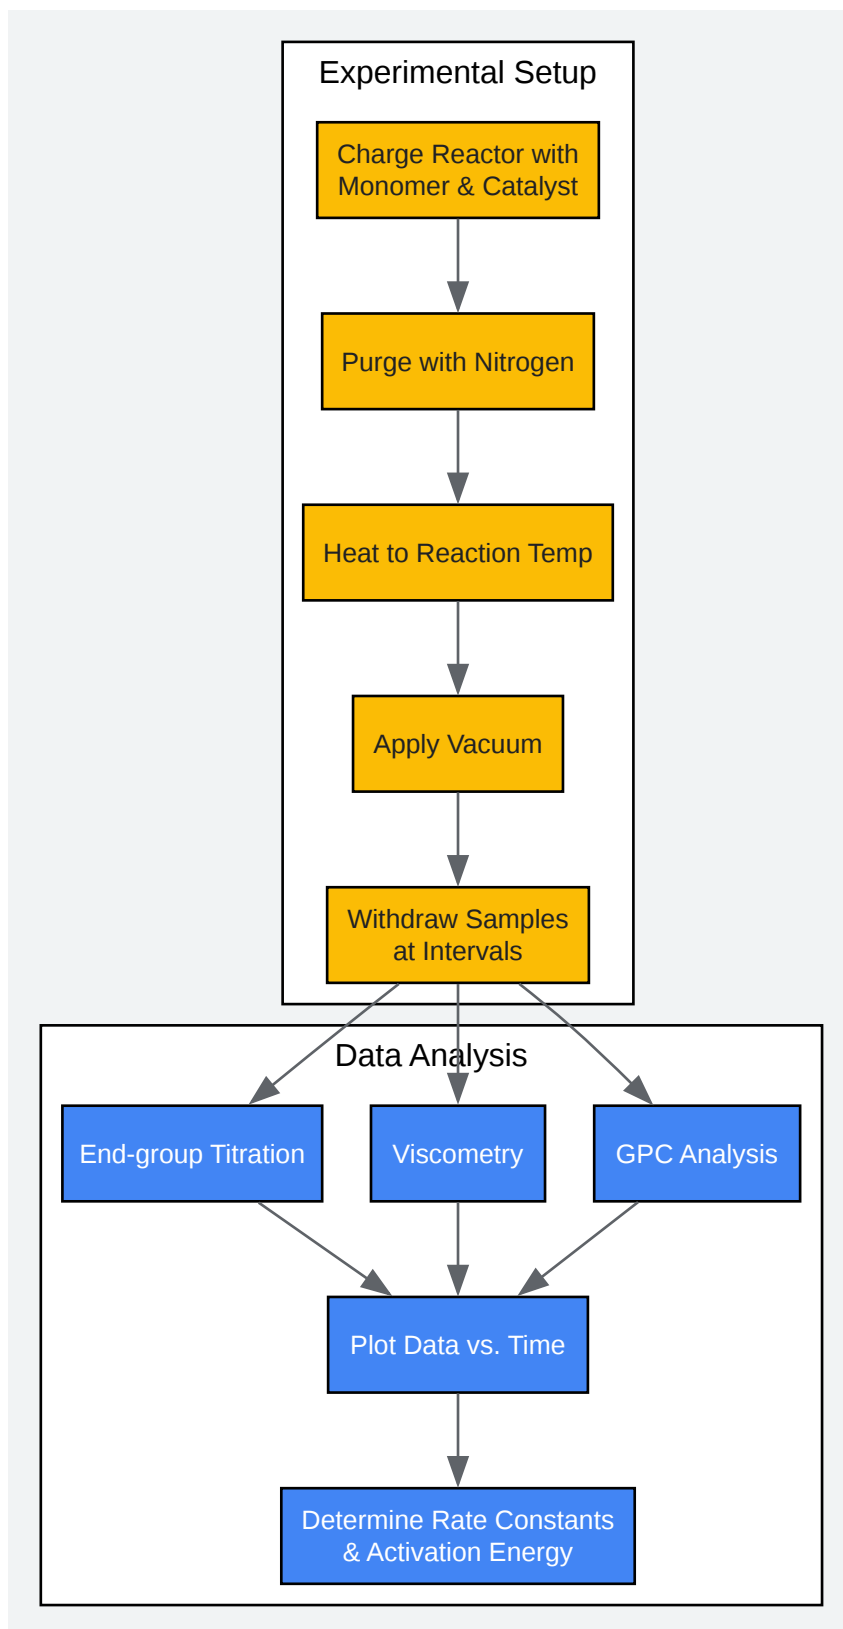 Experimental Setup
Charge Reactor with
Monomer & Catalyst
Purge with Nitrogen
Heat to Reaction Temp
Apply Vacuum
Withdraw Samples
at Intervals
Data Analysis
End-group Titration
Viscometry
GPC Analysis
Plot Data vs. Time
Determine Rate Constants
& Activation Energy